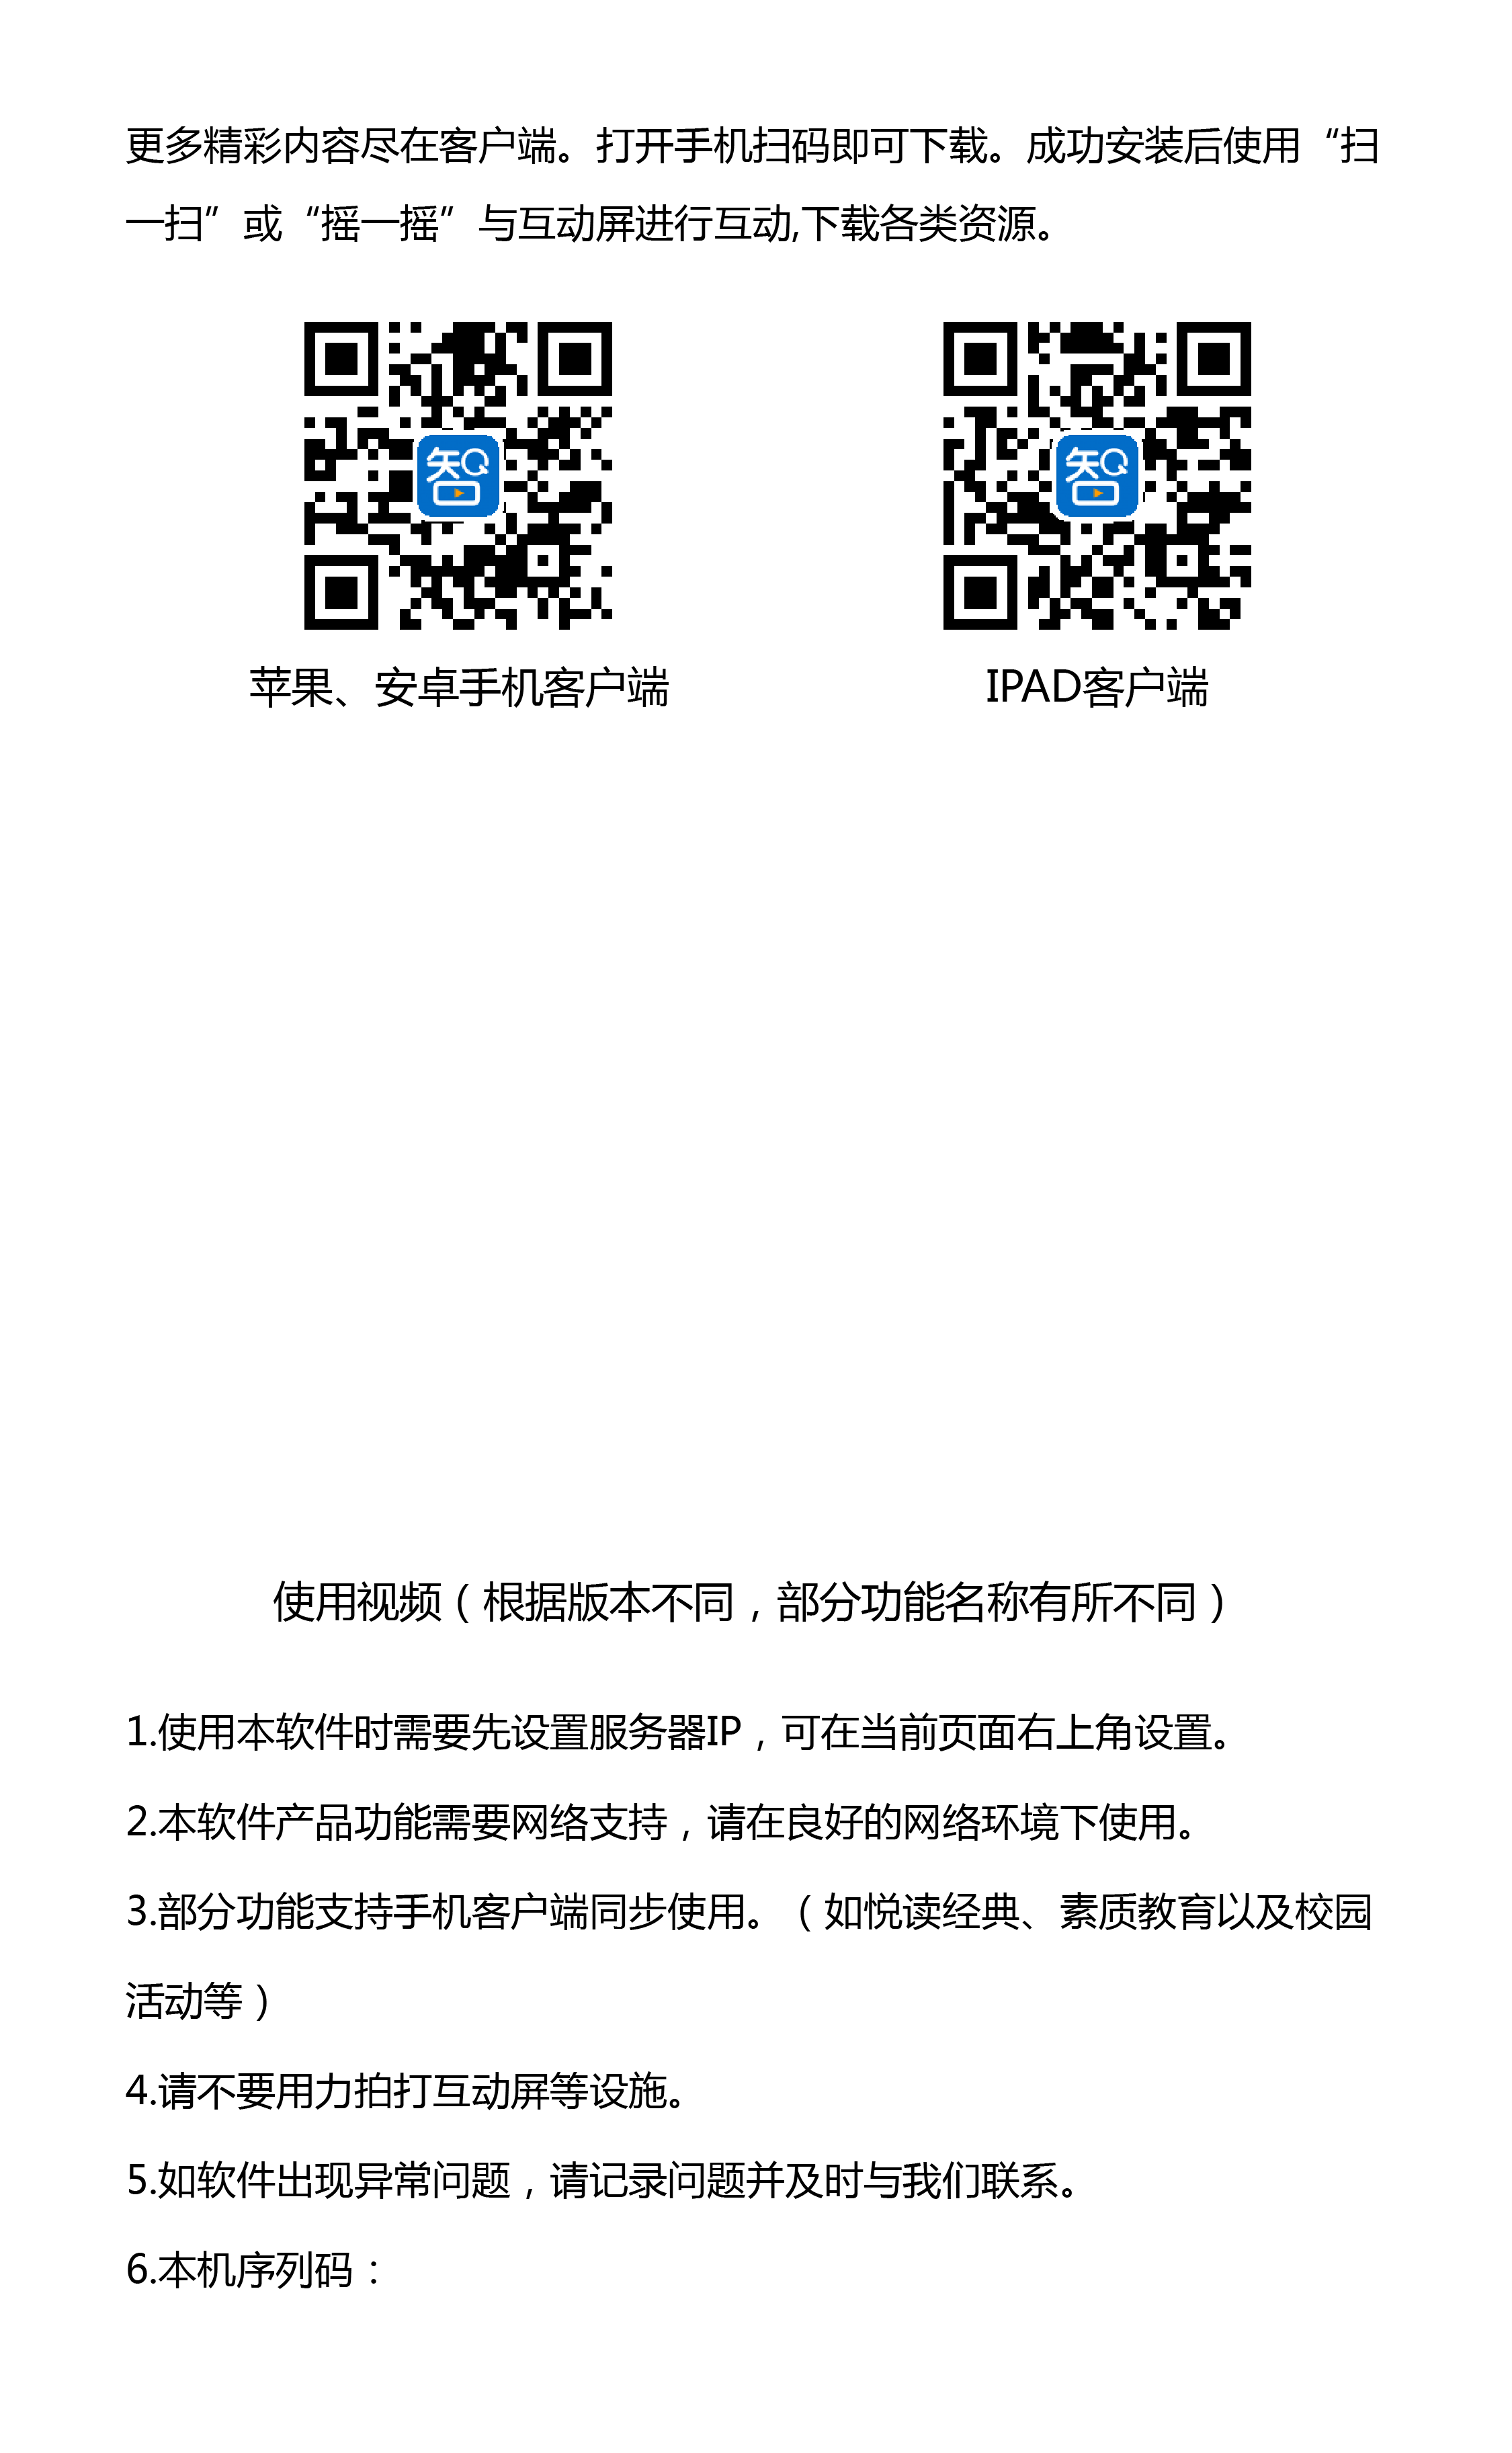 更多精彩内容尽在客户端。打开手机扫码即可下载。成功安装后使用“扫
一扫”或“摇一摇”与互动屏进行互动,下载各类资源。
智
智
苹果、安卓手机客户端
IPAD客户端
使用视频（根据版本不同，部分功能名称有所不同）
1.使用本软件时需要先设置服务器IP，可在当前页面右上角设置。
2.本软件产品功能需要网络支持，请在良好的网络环境下使用。
3.部分功能支持手机客户端同步使用。（如悦读经典、素质教育以及校园
活动等）
4.请不要用力拍打互动屏等设施。
5.如软件出现异常问题，请记录问题并及时与我们联系。
6.本机序列码：